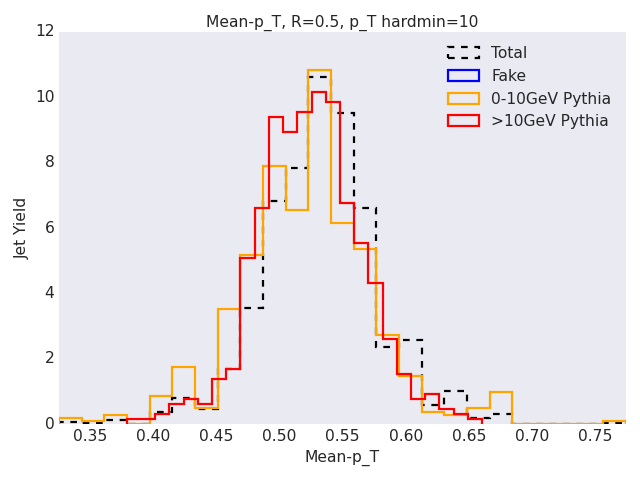 Mean-p_T, R=0.5, p_T hardmin=10
12
10
8
6
4
2
0
Jet Yield
Total
Fake
0-10GeV Pythia
>10GeV Pythia
0.35 0.40 0.45 0.50 0.55 0.60 0.65 0.70 0.75
Mean-p_T